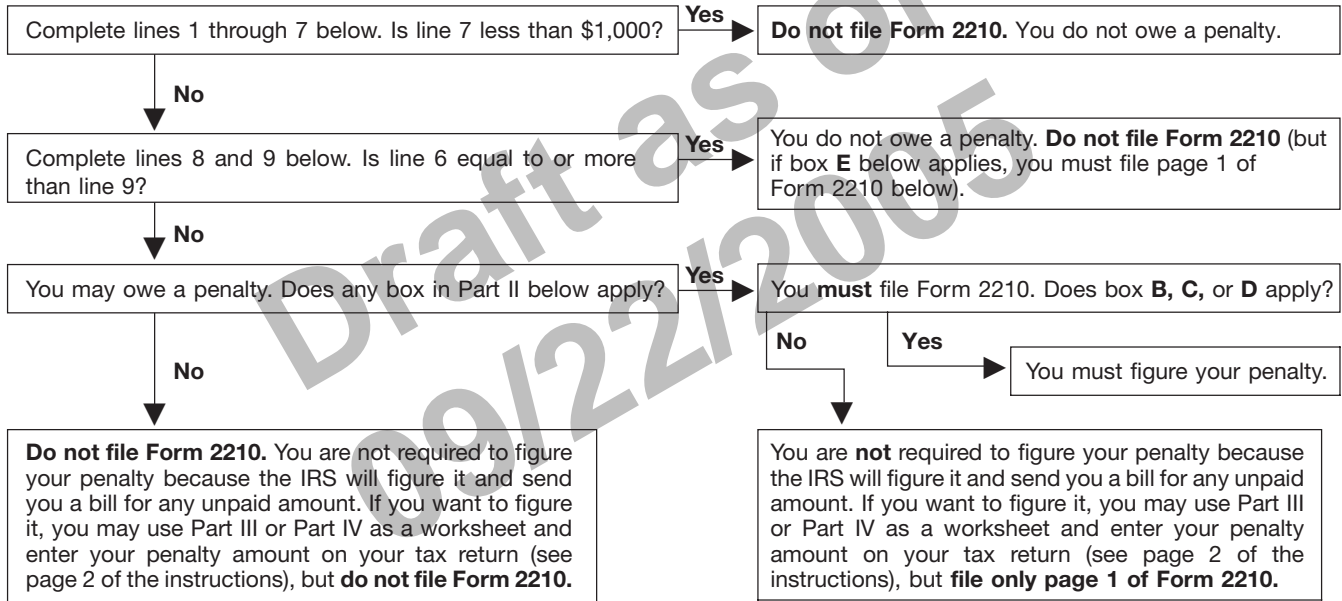 Complete lines 1 through 7 below. Is line 7 less than $1,000?
Yes
Do not file Form 2210. You do not owe a penalty.
No
Complete lines 8 and 9 below. Is line 6 equal to or more
than line 9?
Yes
You do not owe a penalty. Do not file Form 2210 (but
if box E below applies, you must file page 1 of
Form 2210 below).
No
You may owe a penalty. Does any box in Part II below apply?
Yes
You must file Form 2210. Does box B, C, or D apply?
No
Yes
You must figure your penalty.
No
Do not file Form 2210. You are not required to figure
your penalty because the IRS will figure it and send
you a bill for any unpaid amount. If you want to figure
it, you may use Part III or Part IV as a worksheet and
enter your penalty amount on your tax return (see
page 2 of the instructions), but do not file Form 2210.
You are not required to figure your penalty because
the IRS will figure it and send you a bill for any unpaid
amount. If you want to figure it, you may use Part III
or Part IV as a worksheet and enter your penalty
amount on your tax return (see page 2 of the
instructions), but file only page 1 of Form 2210.
Draft as of
09/22/2005